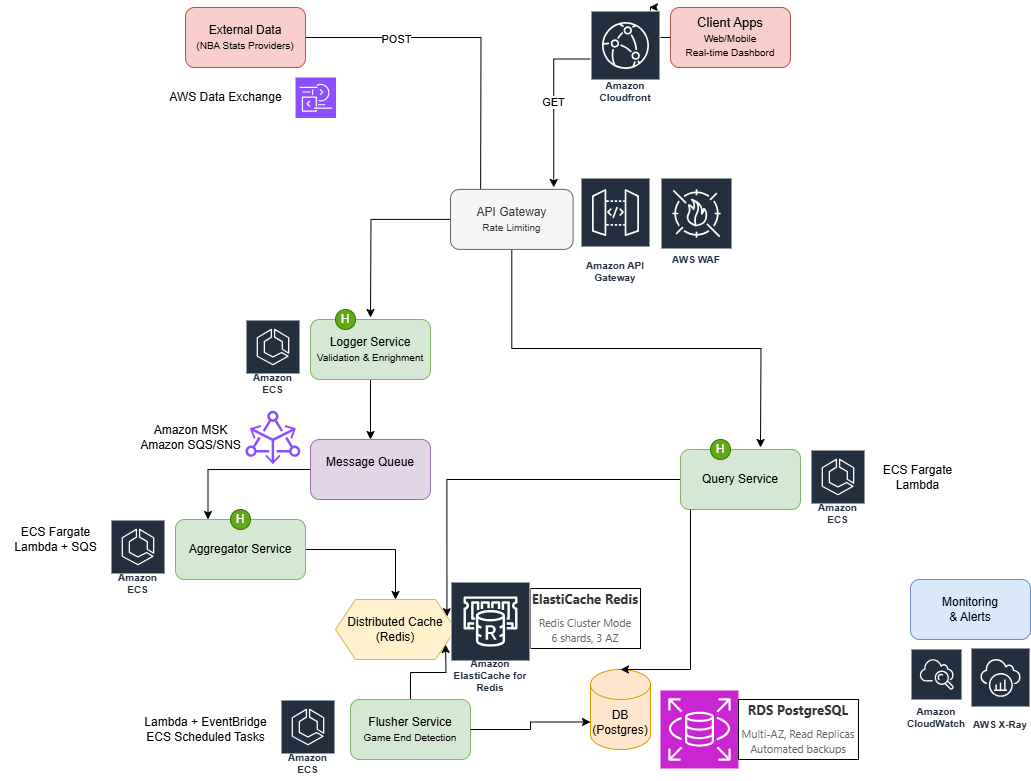 External Data
(NBA Stats Providers)
POST
Client Apps
Web/Mobile
Real-time Dashbord
Amazon
Cloudfront
AWS Data Exchange
GET
API Gateway
Rate Limiting
Amazon API
Gateway
AWS WAF
H
Logger Service
Validation & Enrighment
Amazon
ECS
Amazon MSK
Amazon SQS/SNS
Message Queue
H
Query Service
Amazon
ECS
ECS Fargate
Lambda
ECS Fargate
Lambda + SQS
Amazon
ECS
H
Aggregator Service
Distributed Cache
(Redis)
R
Amazon
ElastiCache for
Redis
ElastiCache Redis
Redis Cluster Mode
6 shards, 3 AZ
Monitoring
& Alerts
Amazon
CloudWatch
AWS X-Ray
Lambda + EventBridge
ECS Scheduled Tasks
Amazon
ECS
Flusher Service
Game End Detection
DB
(Postgres)
RDS PostgreSQL
Multi-AZ, Read Replicas
Automated backups